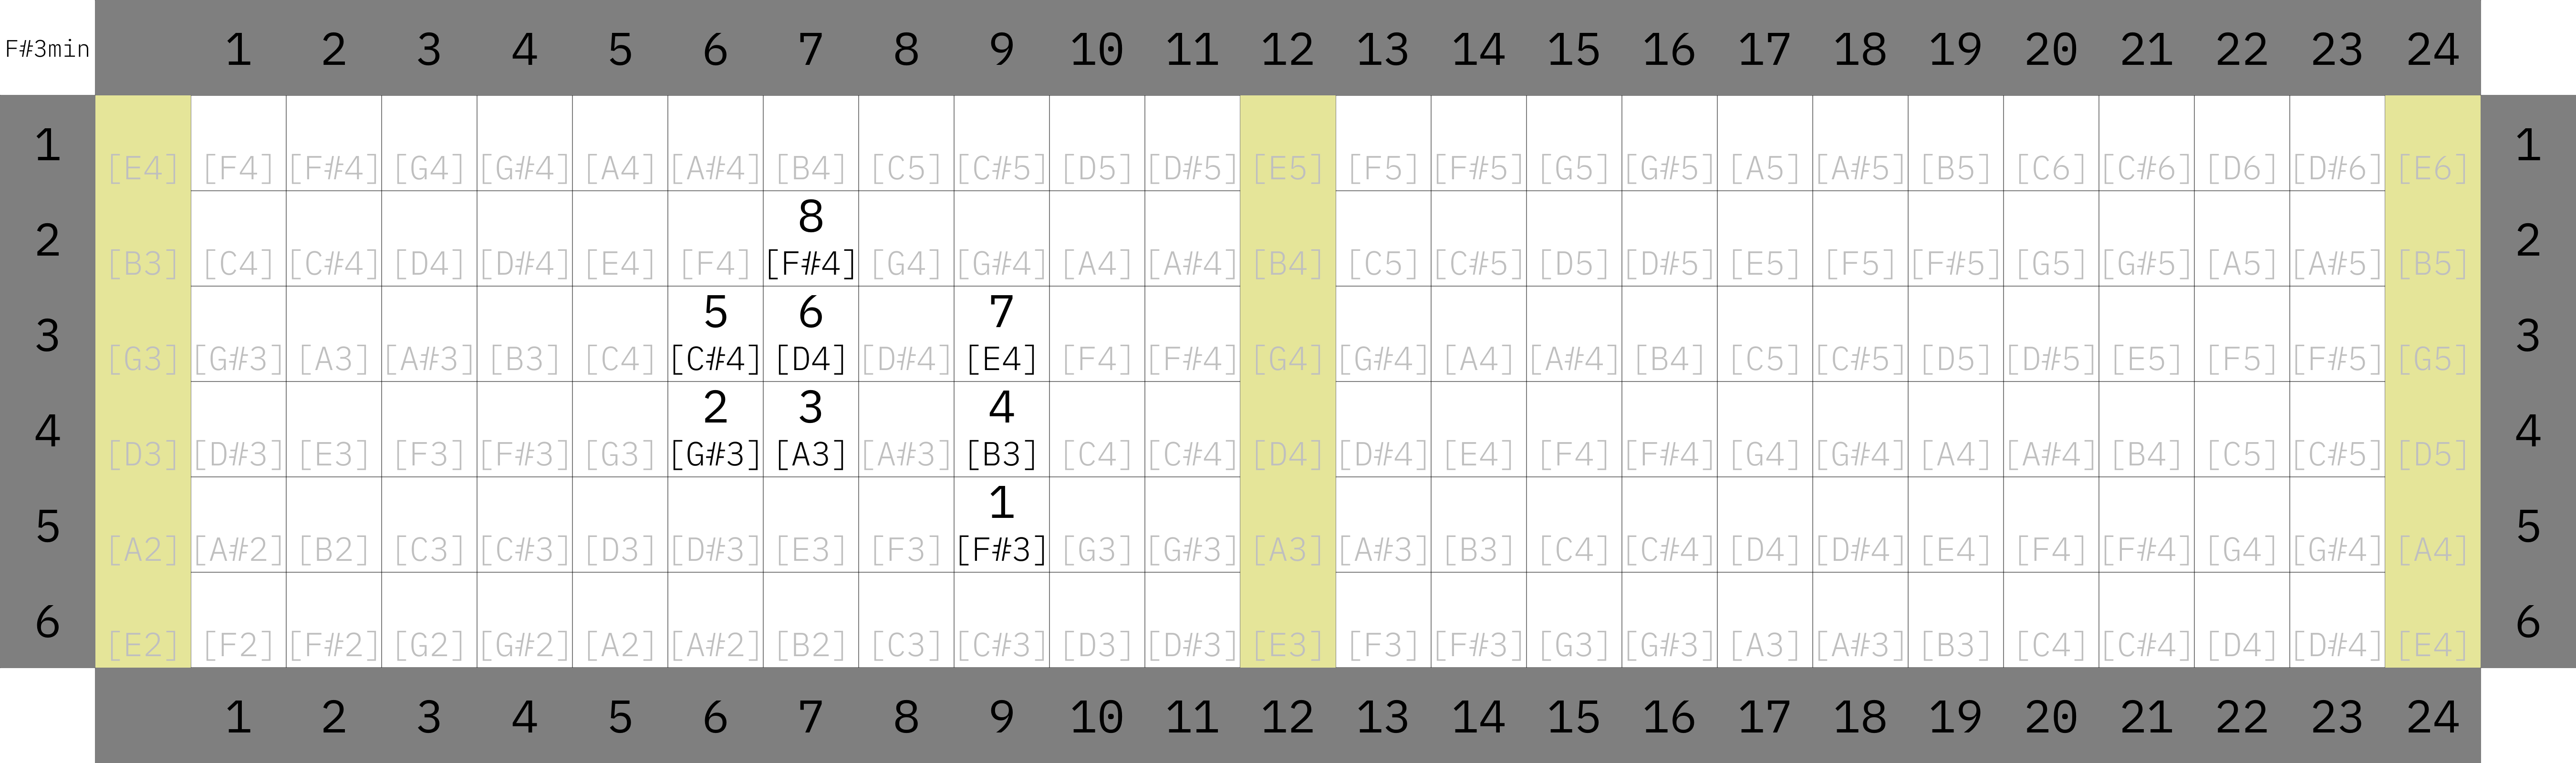 F#3min 1 2 3 4 5 6 7 8 9 10 11 12 13 14 15 16 17 18 19 20 21 22 23 24
1 [E4] [F4] [F#4] [G4] [G#4] [A4] [A#4] [B4] [C5] [C#5] [D5] [D#5] [E5] [F5] [F#5] [G5] [G#5] [A5] [A#5] [B5] [C6] [C#6] [D6] [D#6] [E6] 1
8
2 [B3] [C4] [C#4] [D4] [D#4] [E4] [F4] [F#4] [G4] [G#4] [A4] [A#4] [B4] [C5] [C#5] [D5] [D#5] [E5] [F5] [F#5] [G5] [G#5] [A5] [A#5] [B5] 2
5 6 7
3 [G3] [G#3] [A3] [A#3] [B3] [C4] [C#4] [D4] [D#4] [E4] [F4] [F#4] [G4] [G#4] [A4] [A#4] [B4] [C5] [C#5] [D5] [D#5] [E5] [F5] [F#5] [G5] 3
2 3 4
4 [D3] [D#3] [E3] [F3] [F#3] [G3] [G#3] [A3] [A#3] [B3] [C4] [C#4] [D4] [D#4] [E4] [F4] [F#4] [G4] [G#4] [A4] [A#4] [B4] [C5] [C#5] [D5] 4
1
5 [A2] [A#2] [B2] [C3] [C#3] [D3] [D#3] [E3] [F3] [F#3] [G3] [G#3] [A3] [A#3] [B3] [C4] [C#4] [D4] [D#4] [E4] [F4] [F#4] [G4] [G#4] [A4] 5
6 [E2] [F2] [F#2] [G2] [G#2] [A2] [A#2] [B2] [C3] [C#3] [D3] [D#3] [E3] [F3] [F#3] [G3] [G#3] [A3] [A#3] [B3] [C4] [C#4] [D4] [D#4] [E4] 6
1 2 3 4 5 6 7 8 9 10 11 12 13 14 15 16 17 18 19 20 21 22 23 24